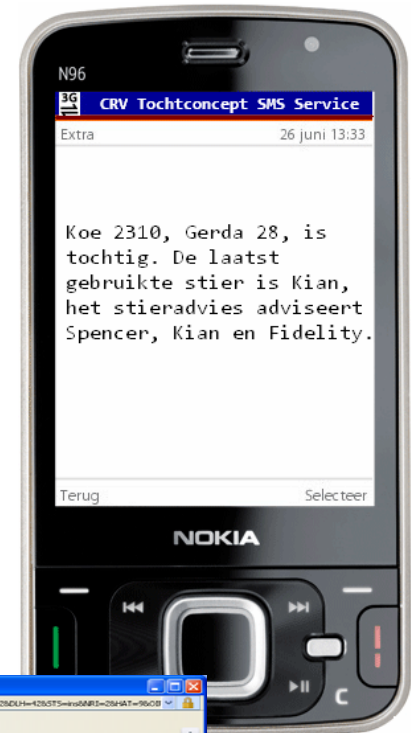 N96
3G CRV Tochtconcept SMS Service
Extra 26 juni 13:33
Koe 2310, Gerda 28, is
tochtig. De laatst
gebruikte stier is Kian,
het stieradvies adviseert
Spencer, Kian en Fidelity.
Terug Selecteer
NOKIA
C